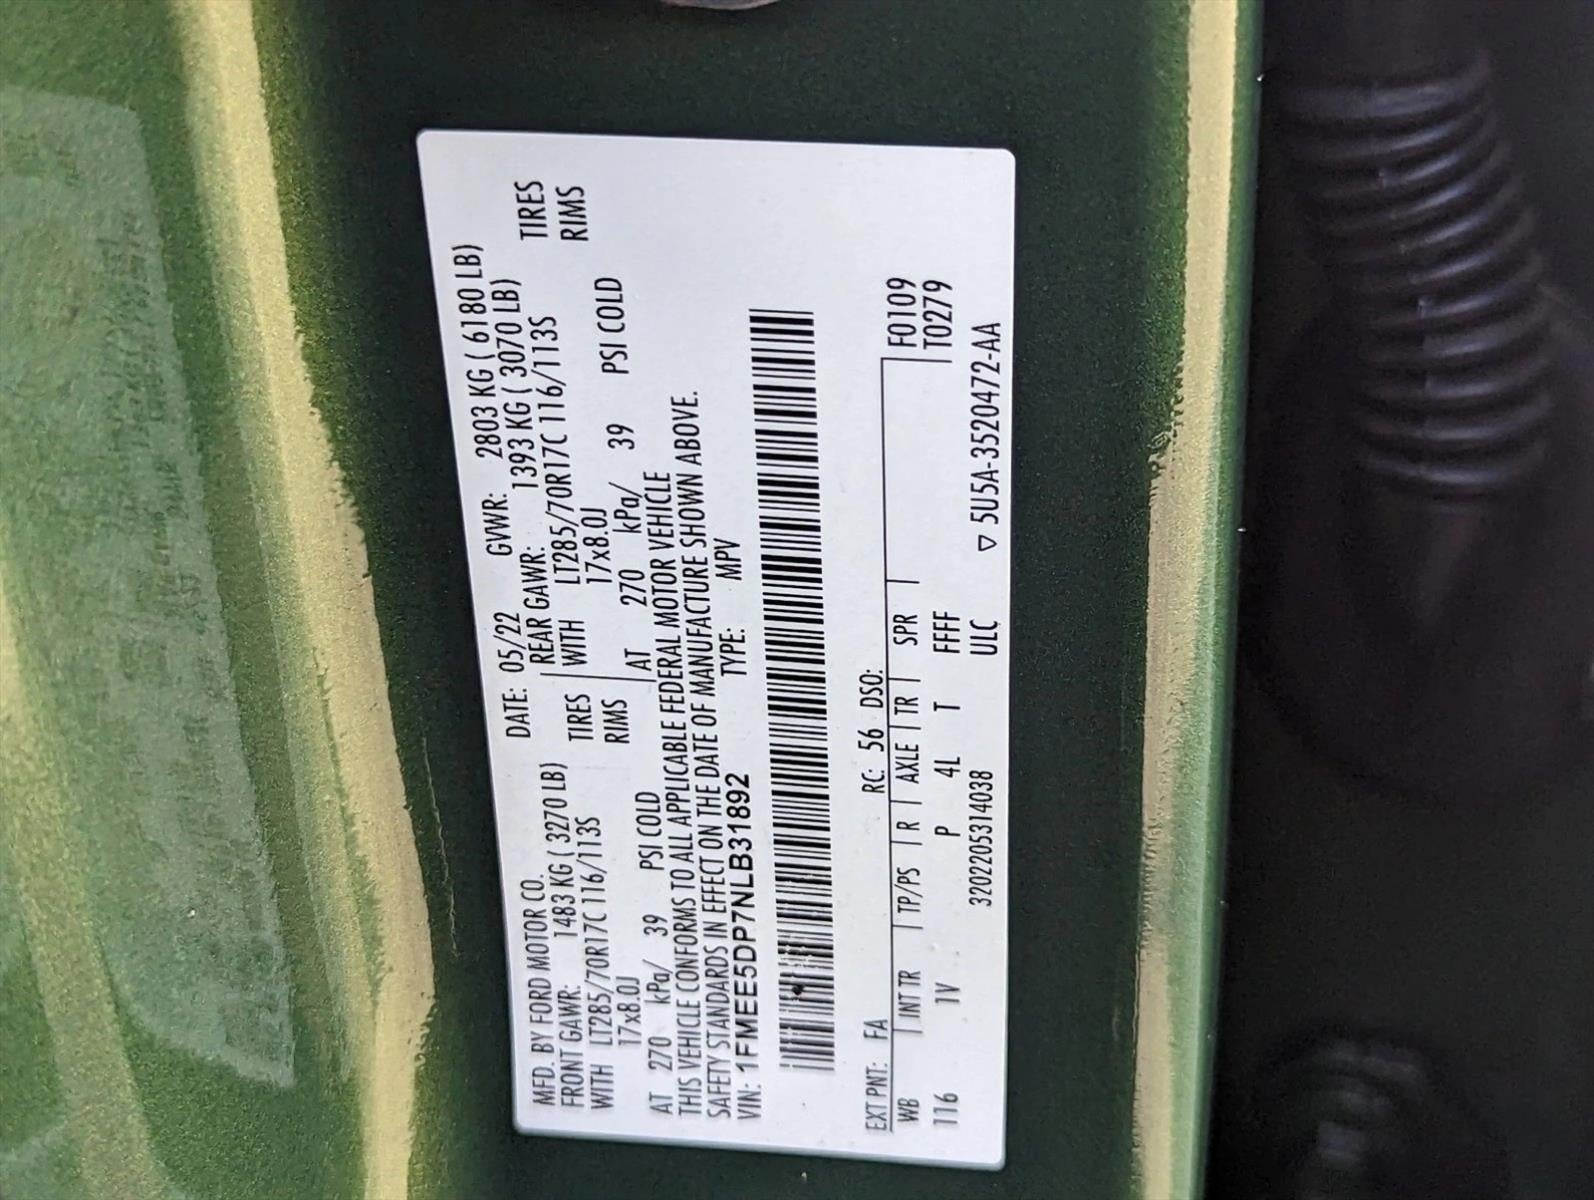 MFD. BY FORD MOTOR CO. DATE: 05/22 GVWR: 2803 KG ( 6180 LB)
FRONT GAWR: 1483 KG ( 3270 LB) REAR GAWR: 1393 KG ( 3070 LB)
WITH LT285/70R17C 116/113S TIRES WITH LT285/70R17C 116/113S TIRES
17x8.0J RIMS 17x8.0J RIMS
AT 270 kPa/ 39 PSI COLD AT 270 kPa/ 39 PSI COLD
THIS VEHICLE CONFORMS TO ALL APPLICABLE FEDERAL MOTOR VEHICLE
SAFETY STANDARDS IN EFFECT ON THE DATE OF MANUFACTURE SHOWN ABOVE.
VIN: 1FMEE5DP7NLB31892 TYPE: MPV
EXT PNT: FA RC: 56 DSO:
WB INT TR TP/PS R AXLE TR SPR F0109
116 1V P 4L T FFFF T0279
3202205314038 ULC ▽ 5U5A-3520472-AA